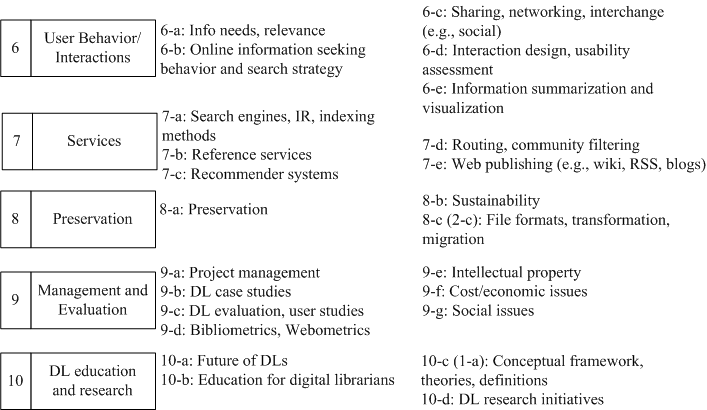 6
User Behavior/
Interactions
6-a: Info needs, relevance
6-b: Online information seeking
behavior and search strategy
6-c: Sharing, networking, interchange
(e.g., social)
6-d: Interaction design, usability
assessment
6-e: Information summarization and
visualization
7
Services
7-a: Search engines, IR, indexing
methods
7-b: Reference services
7-c: Recommender systems
7-d: Routing, community filtering
7-e: Web publishing (e.g., wiki, RSS, blogs)
8
Preservation
8-a: Preservation
8-b: Sustainability
8-c (2-c): File formats, transformation,
migration
9
Management and
Evaluation
9-a: Project management
9-b: DL case studies
9-c: DL evaluation, user studies
9-d: Bibliometrics, Webometrics
9-e: Intellectual property
9-f: Cost/economic issues
9-g: Social issues
10
DL education
and research
10-a: Future of DLs
10-b: Education for digital librarians
10-c (1-a): Conceptual framework,
theories, definitions
10-d: DL research initiatives